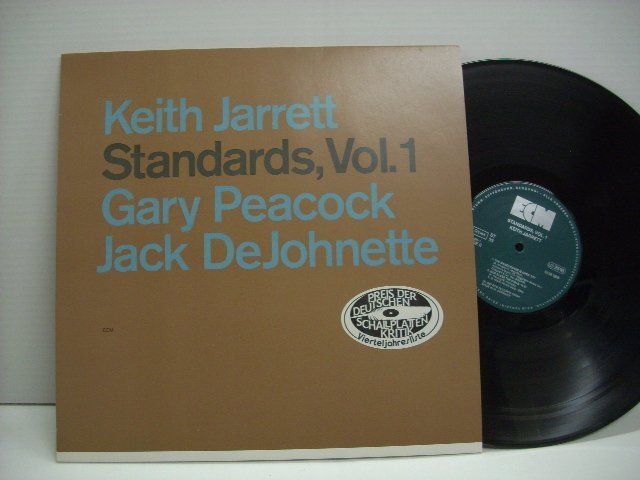 Keith Jarrett
Standards, Vol. 1
Gary Peacock
Jack DeJohnette
ECM
PREIS DER
DEUTSCHEN
SCHALLPLATTEN
KRITIK
Vierteljahresliste
ECM
STANDARDS, VOL. 1
KEITH JARRETT